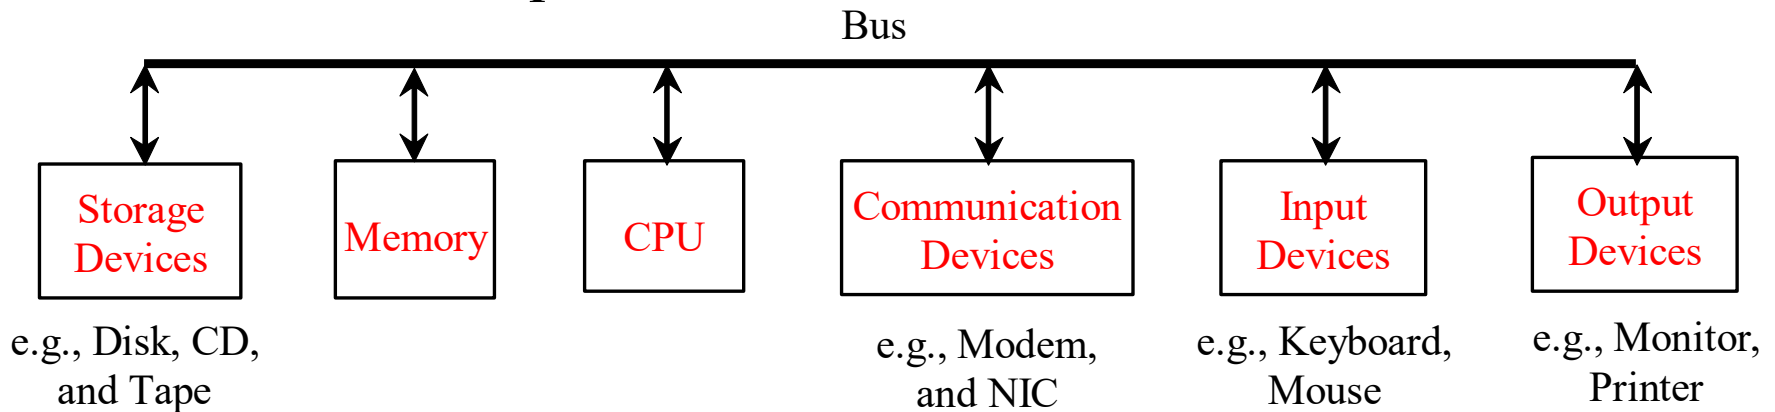 Bus
Storage
Devices
Memory
CPU
Communication
Devices
Input
Devices
Output
Devices
e.g., Disk, CD,
and Tape
e.g., Modem,
and NIC
e.g., Keyboard,
Mouse
e.g., Monitor,
Printer